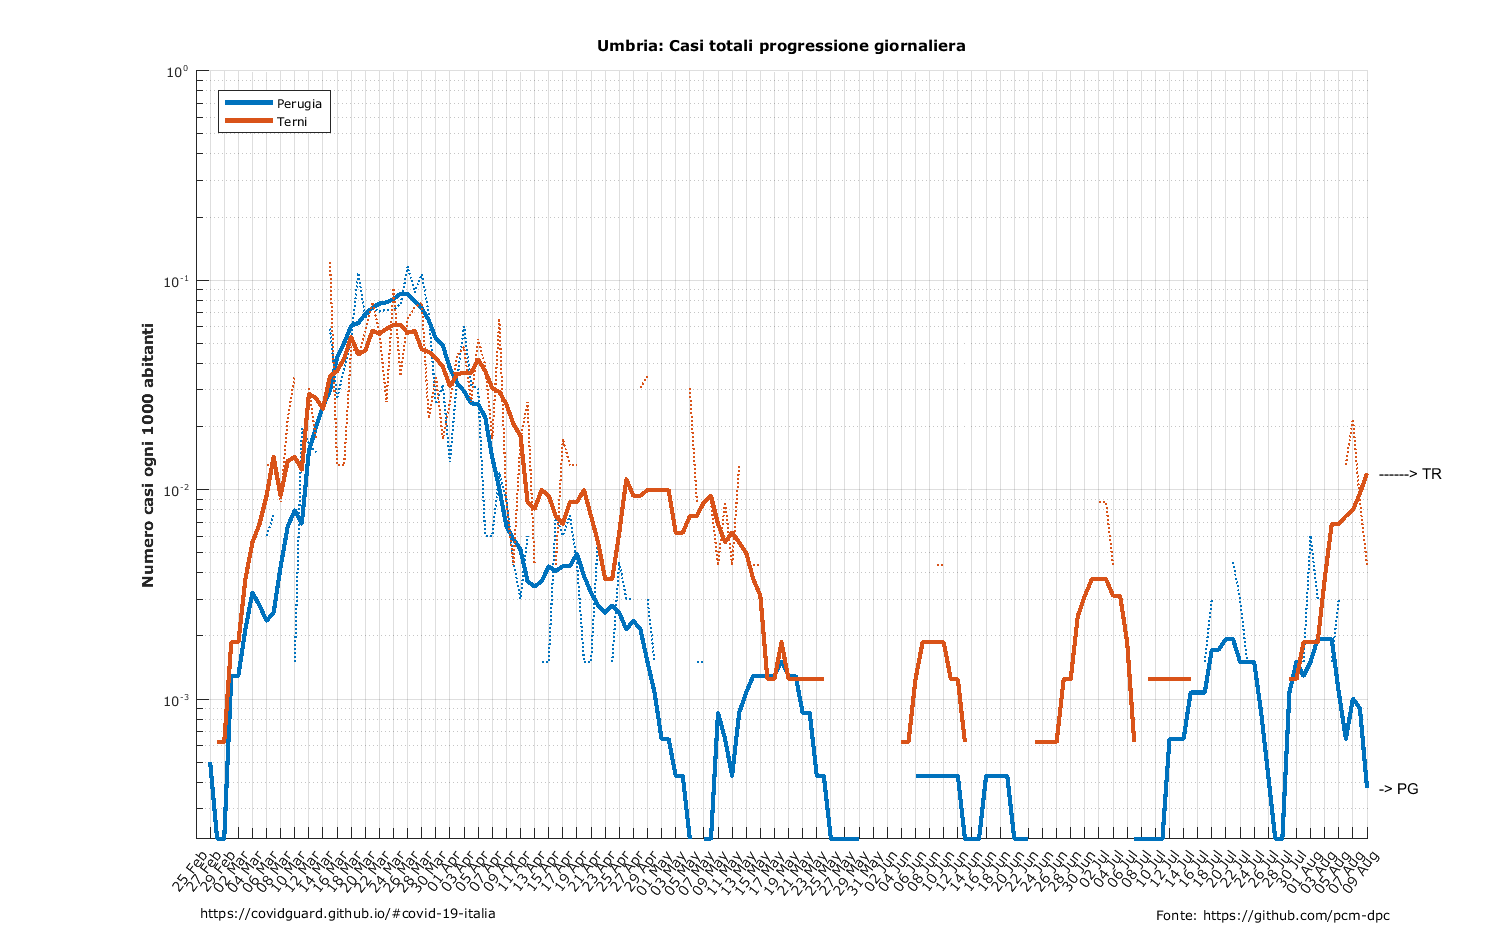 Umbria: Casi totali progressione giornaliera
10⁰
Perugia
Terni
10⁻¹
Numero casi ogni 1000 abitanti
10⁻²
------> TR
10⁻³
-> PG
25 Feb
27 Feb
29 Feb
02 Mar
04 Mar
06 Mar
08 Mar
10 Mar
12 Mar
14 Mar
16 Mar
18 Mar
20 Mar
22 Mar
24 Mar
26 Mar
28 Mar
30 Mar
01 Apr
03 Apr
05 Apr
07 Apr
09 Apr
11 Apr
13 Apr
15 Apr
17 Apr
19 Apr
21 Apr
23 Apr
25 Apr
27 Apr
29 Apr
01 May
03 May
05 May
07 May
09 May
11 May
13 May
15 May
17 May
19 May
21 May
23 May
25 May
27 May
29 May
31 May
02 Jun
04 Jun
06 Jun
08 Jun
10 Jun
12 Jun
14 Jun
16 Jun
18 Jun
20 Jun
22 Jun
24 Jun
26 Jun
28 Jun
30 Jun
02 Jul
04 Jul
06 Jul
08 Jul
10 Jul
12 Jul
14 Jul
16 Jul
18 Jul
20 Jul
22 Jul
24 Jul
26 Jul
28 Jul
30 Jul
01 Aug
03 Aug
05 Aug
07 Aug
09 Aug
https://covidguard.github.io/#covid-19-italia
Fonte: https://github.com/pcm-dpc